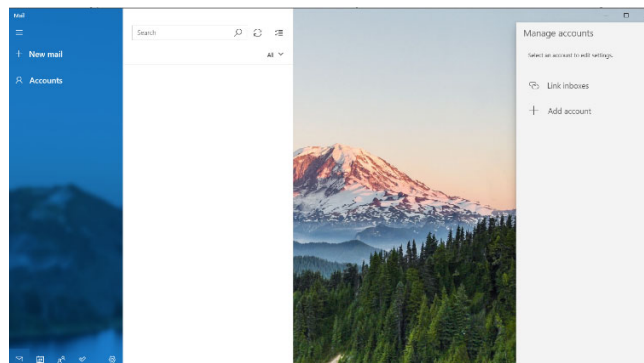 Mail
New mail
Accounts
Search
All
Manage accounts
Select an account to edit settings.
Link inboxes
Add account